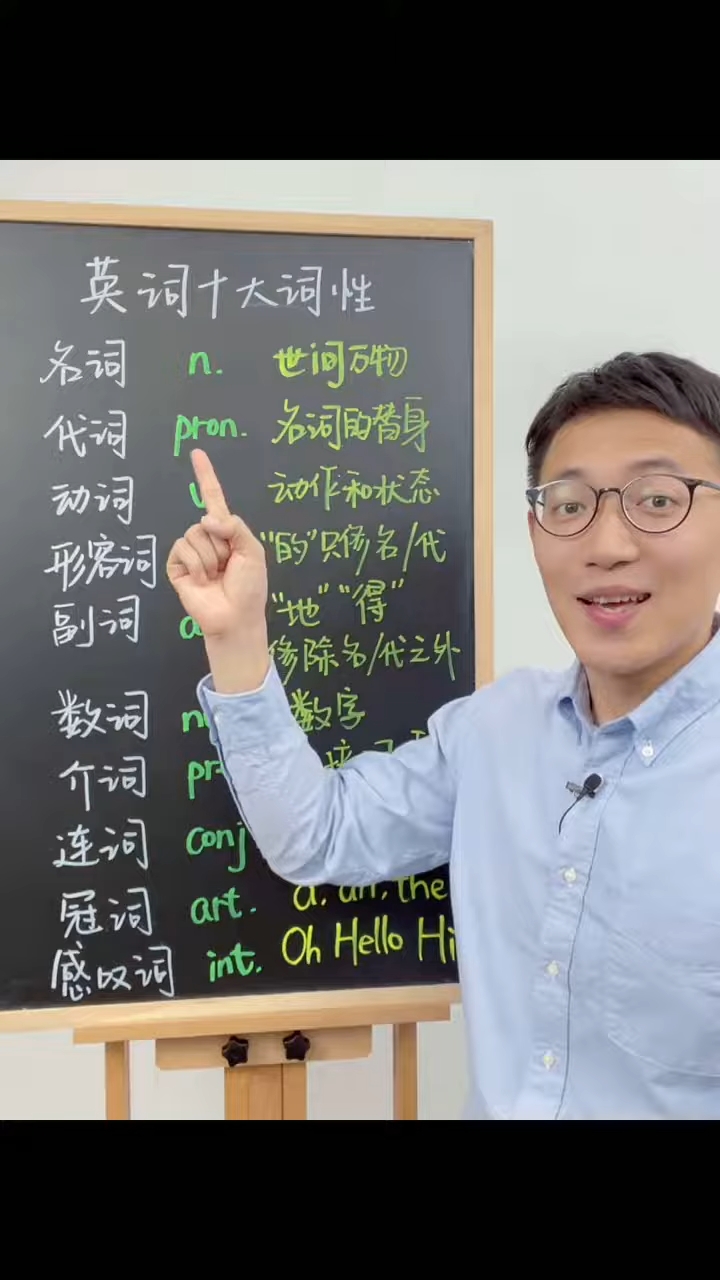 英词十大词性
名词 n. 世间万物
代词 pron. 名词的替身
动词 v 动作和状态
形容词 "的"只修名/代
副词 a "地" "得"
修除名/代之外
数词 n 数字
介词 pr
连词 conj
冠词 art. a, an, the
感叹词 int. Oh Hello Hi